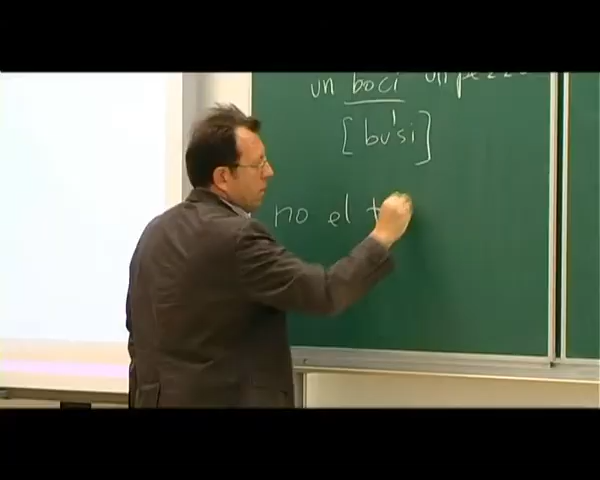 un boci un pezzo
[bu'si]
no el t